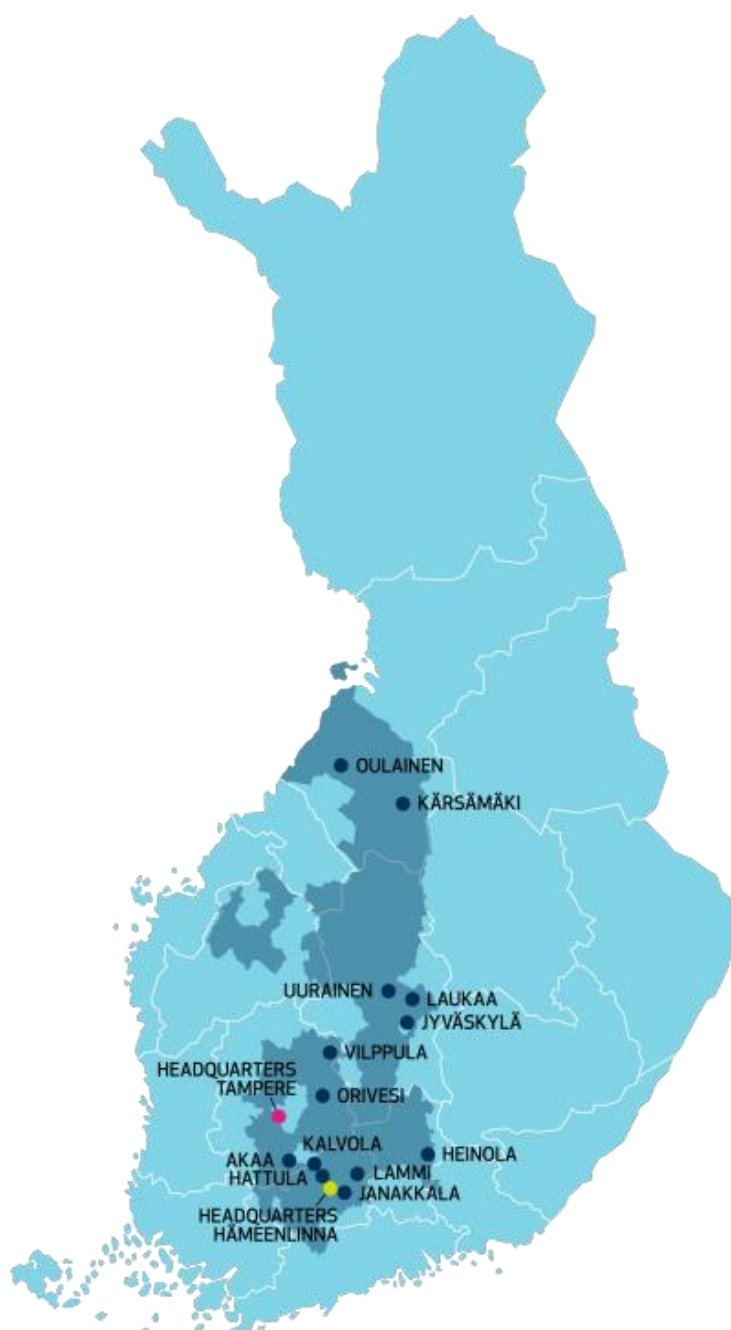 OULAINEN
KÄRSÄMÄKI
UURAINEN
LAUKAA
JYVÄSKYLÄ
VILPPULA
HEADQUARTERS
TAMPERE
ORIVESI
KALVOLA
HEINOLA
AKAA
HATTULA
LAMMI
JANAKKALA
HEADQUARTERS
HÄMEENLINNA